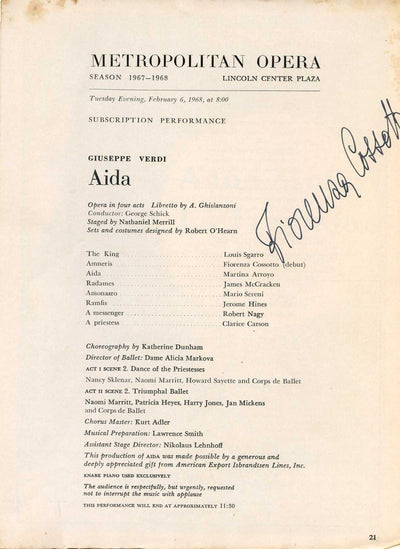 METROPOLITAN OPERA
SEASON 1967–1968 LINCOLN CENTER PLAZA
Tuesday Evening, February 6, 1968, at 8:00
SUBSCRIPTION PERFORMANCE
GIUSEPPE VERDI
Aida
Opera in four acts Libretto by A. Ghislanzoni
Conductor: George Schick
Staged by Nathaniel Merrill
Sets and costumes designed by Robert O'Hearn
Fiorenza Cossotto
The King Louis Sgarro
Amneris Fiorenza Cossotto (debut)
Aida Martina Arroyo
Radames James McCracken
Amonasro Mario Sereni
Ramfis Jerome Hines
A messenger Robert Nagy
A priestess Clarice Carson
Choreography by Katherine Dunham
Director of Ballet: Dame Alicia Markova
ACT I SCENE 2. Dance of the Priestesses
Nancy Sklenar, Naomi Marritt, Howard Sayette and Corps de Ballet
ACT II SCENE 2. Triumphal Ballet
Naomi Marritt, Patricia Heyes, Harry Jones, Jan Mickens
and Corps de Ballet
Chorus Master: Kurt Adler
Musical Preparation: Lawrence Smith
Assistant Stage Director: Nikolaus Lehnhoff
This production of AIDA was made possible by a generous and
deeply appreciated gift from American Export Isbrandtsen Lines, Inc.
KNABE PIANO USED EXCLUSIVELY
The audience is respectfully, but urgently, requested
not to interrupt the music with applause
THIS PERFORMANCE WILL END AT APPROXIMATELY 11:30
21